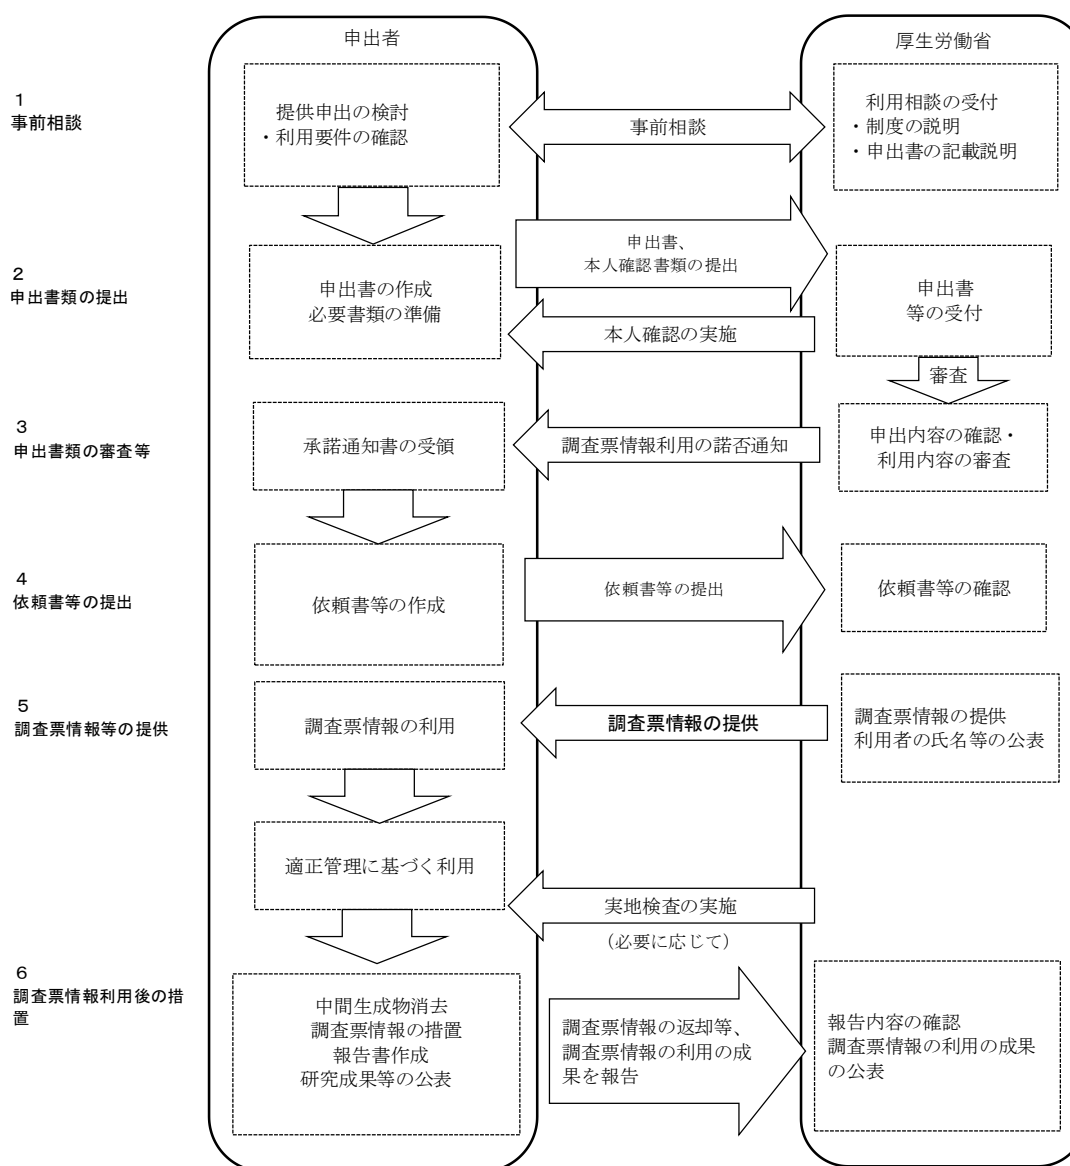 申出者
厚生労働省
1
事前相談
提供申出の検討
・利用要件の確認
事前相談
利用相談の受付
・制度の説明
・申出書の記載説明
2
申出書類の提出
申出書の作成
必要書類の準備
申出書、
本人確認書類の提出
本人確認の実施
申出書
等の受付
審査
3
申出書類の審査等
承諾通知書の受領
調査票情報利用の諾否通知
申出内容の確認・
利用内容の審査
4
依頼書等の提出
依頼書等の作成
依頼書等の提出
依頼書等の確認
5
調査票情報等の提供
調査票情報の利用
調査票情報の提供
調査票情報の提供
利用者の氏名等の公表
適正管理に基づく利用
実地検査の実施
（必要に応じて）
6
調査票情報利用後の措
置
中間生成物消去
調査票情報の措置
報告書作成
研究成果等の公表
調査票情報の返却等、
調査票情報の利用の成
果を報告
報告内容の確認
調査票情報の利用の成果
の公表